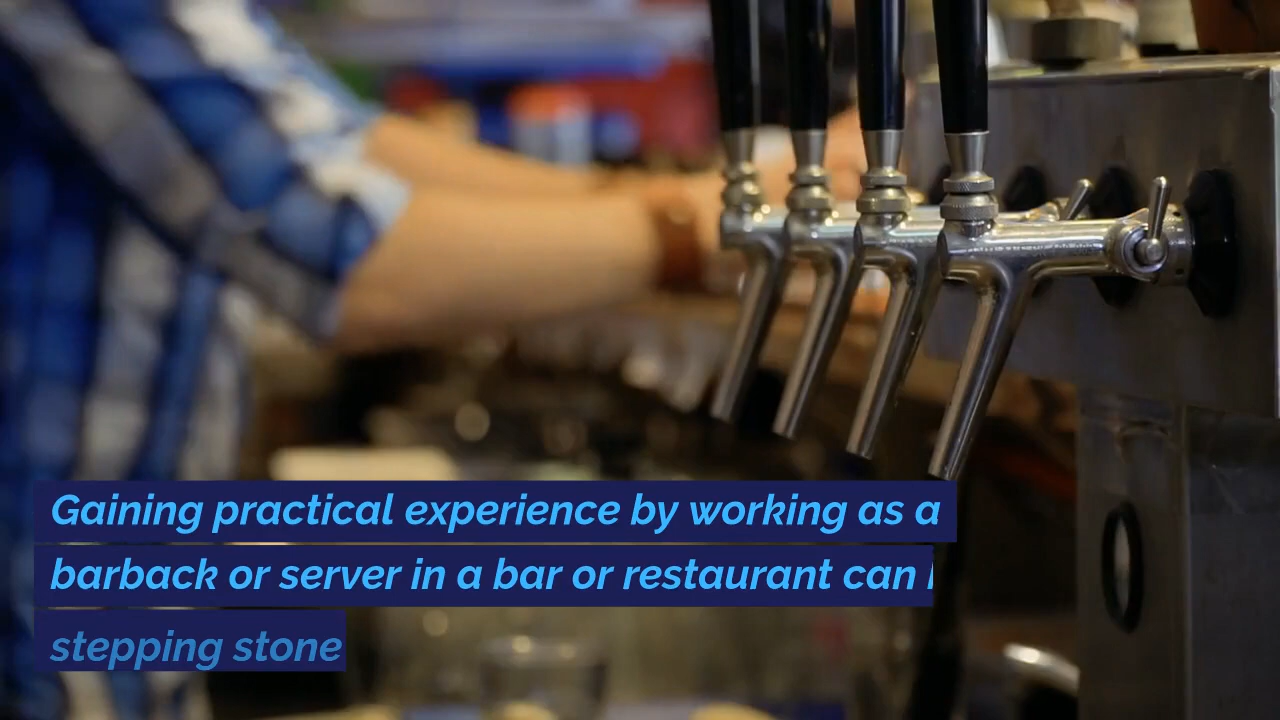 Gaining practical experience by working as a
barback or server in a bar or restaurant can
stepping stone